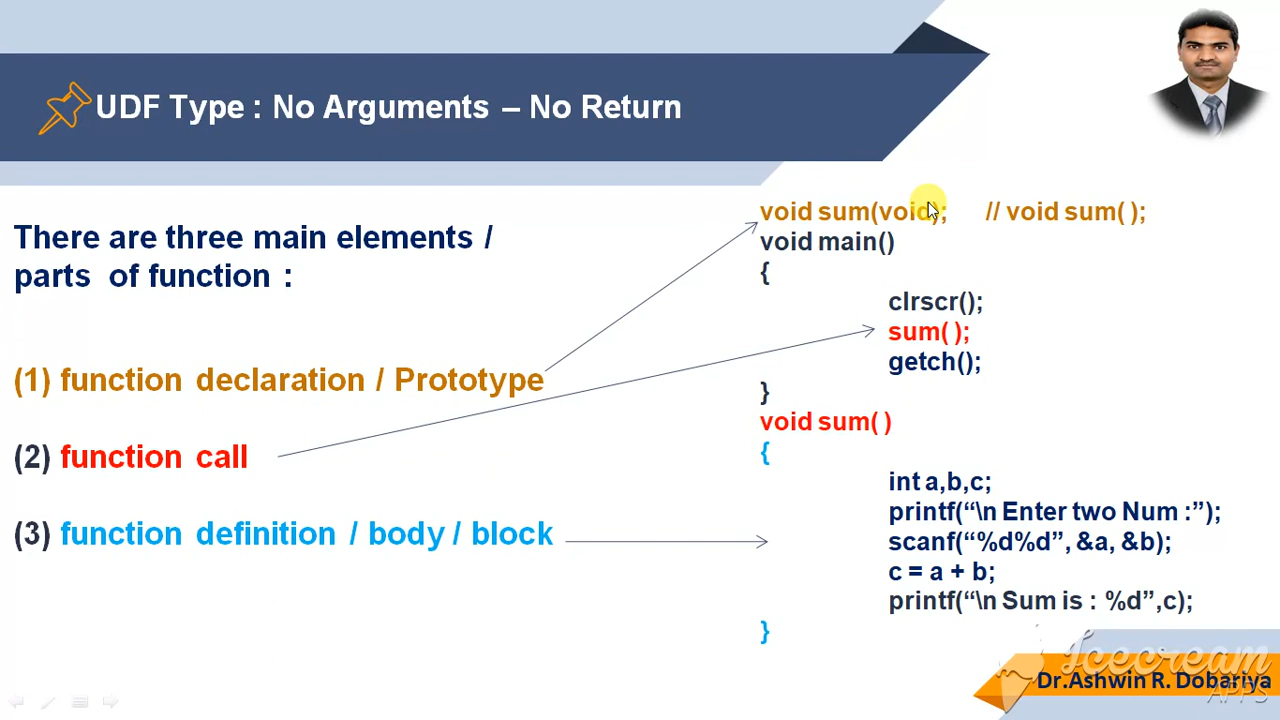 UDF Type : No Arguments – No Return
There are three main elements /
parts of function :
(1) function declaration / Prototype
(2) function call
(3) function definition / body / block
void sum(void); // void sum( );
void main()
{
clrscr();
sum( );
getch();
}
void sum( )
{
int a,b,c;
printf(“\n Enter two Num :”);
scanf(“%d%d”, &a, &b);
c = a + b;
printf(“\n Sum is : %d”,c);
}
Icecream
APPS
Dr.Ashwin R. Dobariya